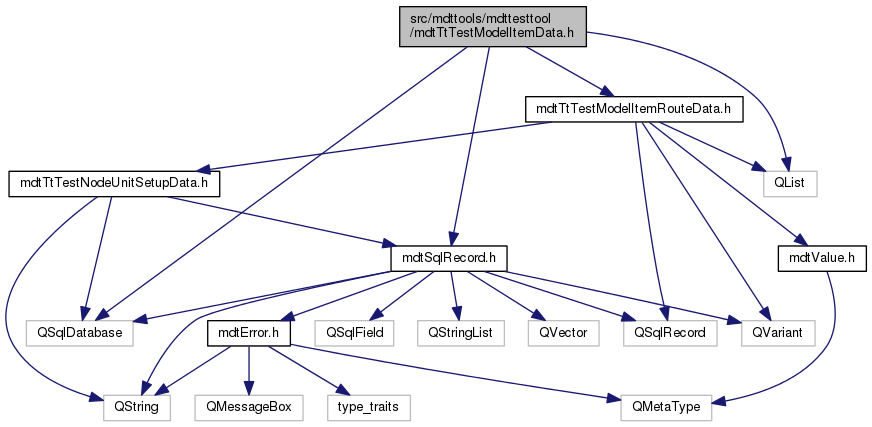 src/mdttools/mdttesttool
/mdtTtTestModelItemData.h
mdtTtTestModelItemRouteData.h
mdtTtTestNodeUnitSetupData.h
QList
mdtSqlRecord.h
mdtValue.h
QSqlDatabase
mdtError.h
QSqlField
QStringList
QVector
QSqlRecord
QVariant
QString
QMessageBox
type_traits
QMetaType